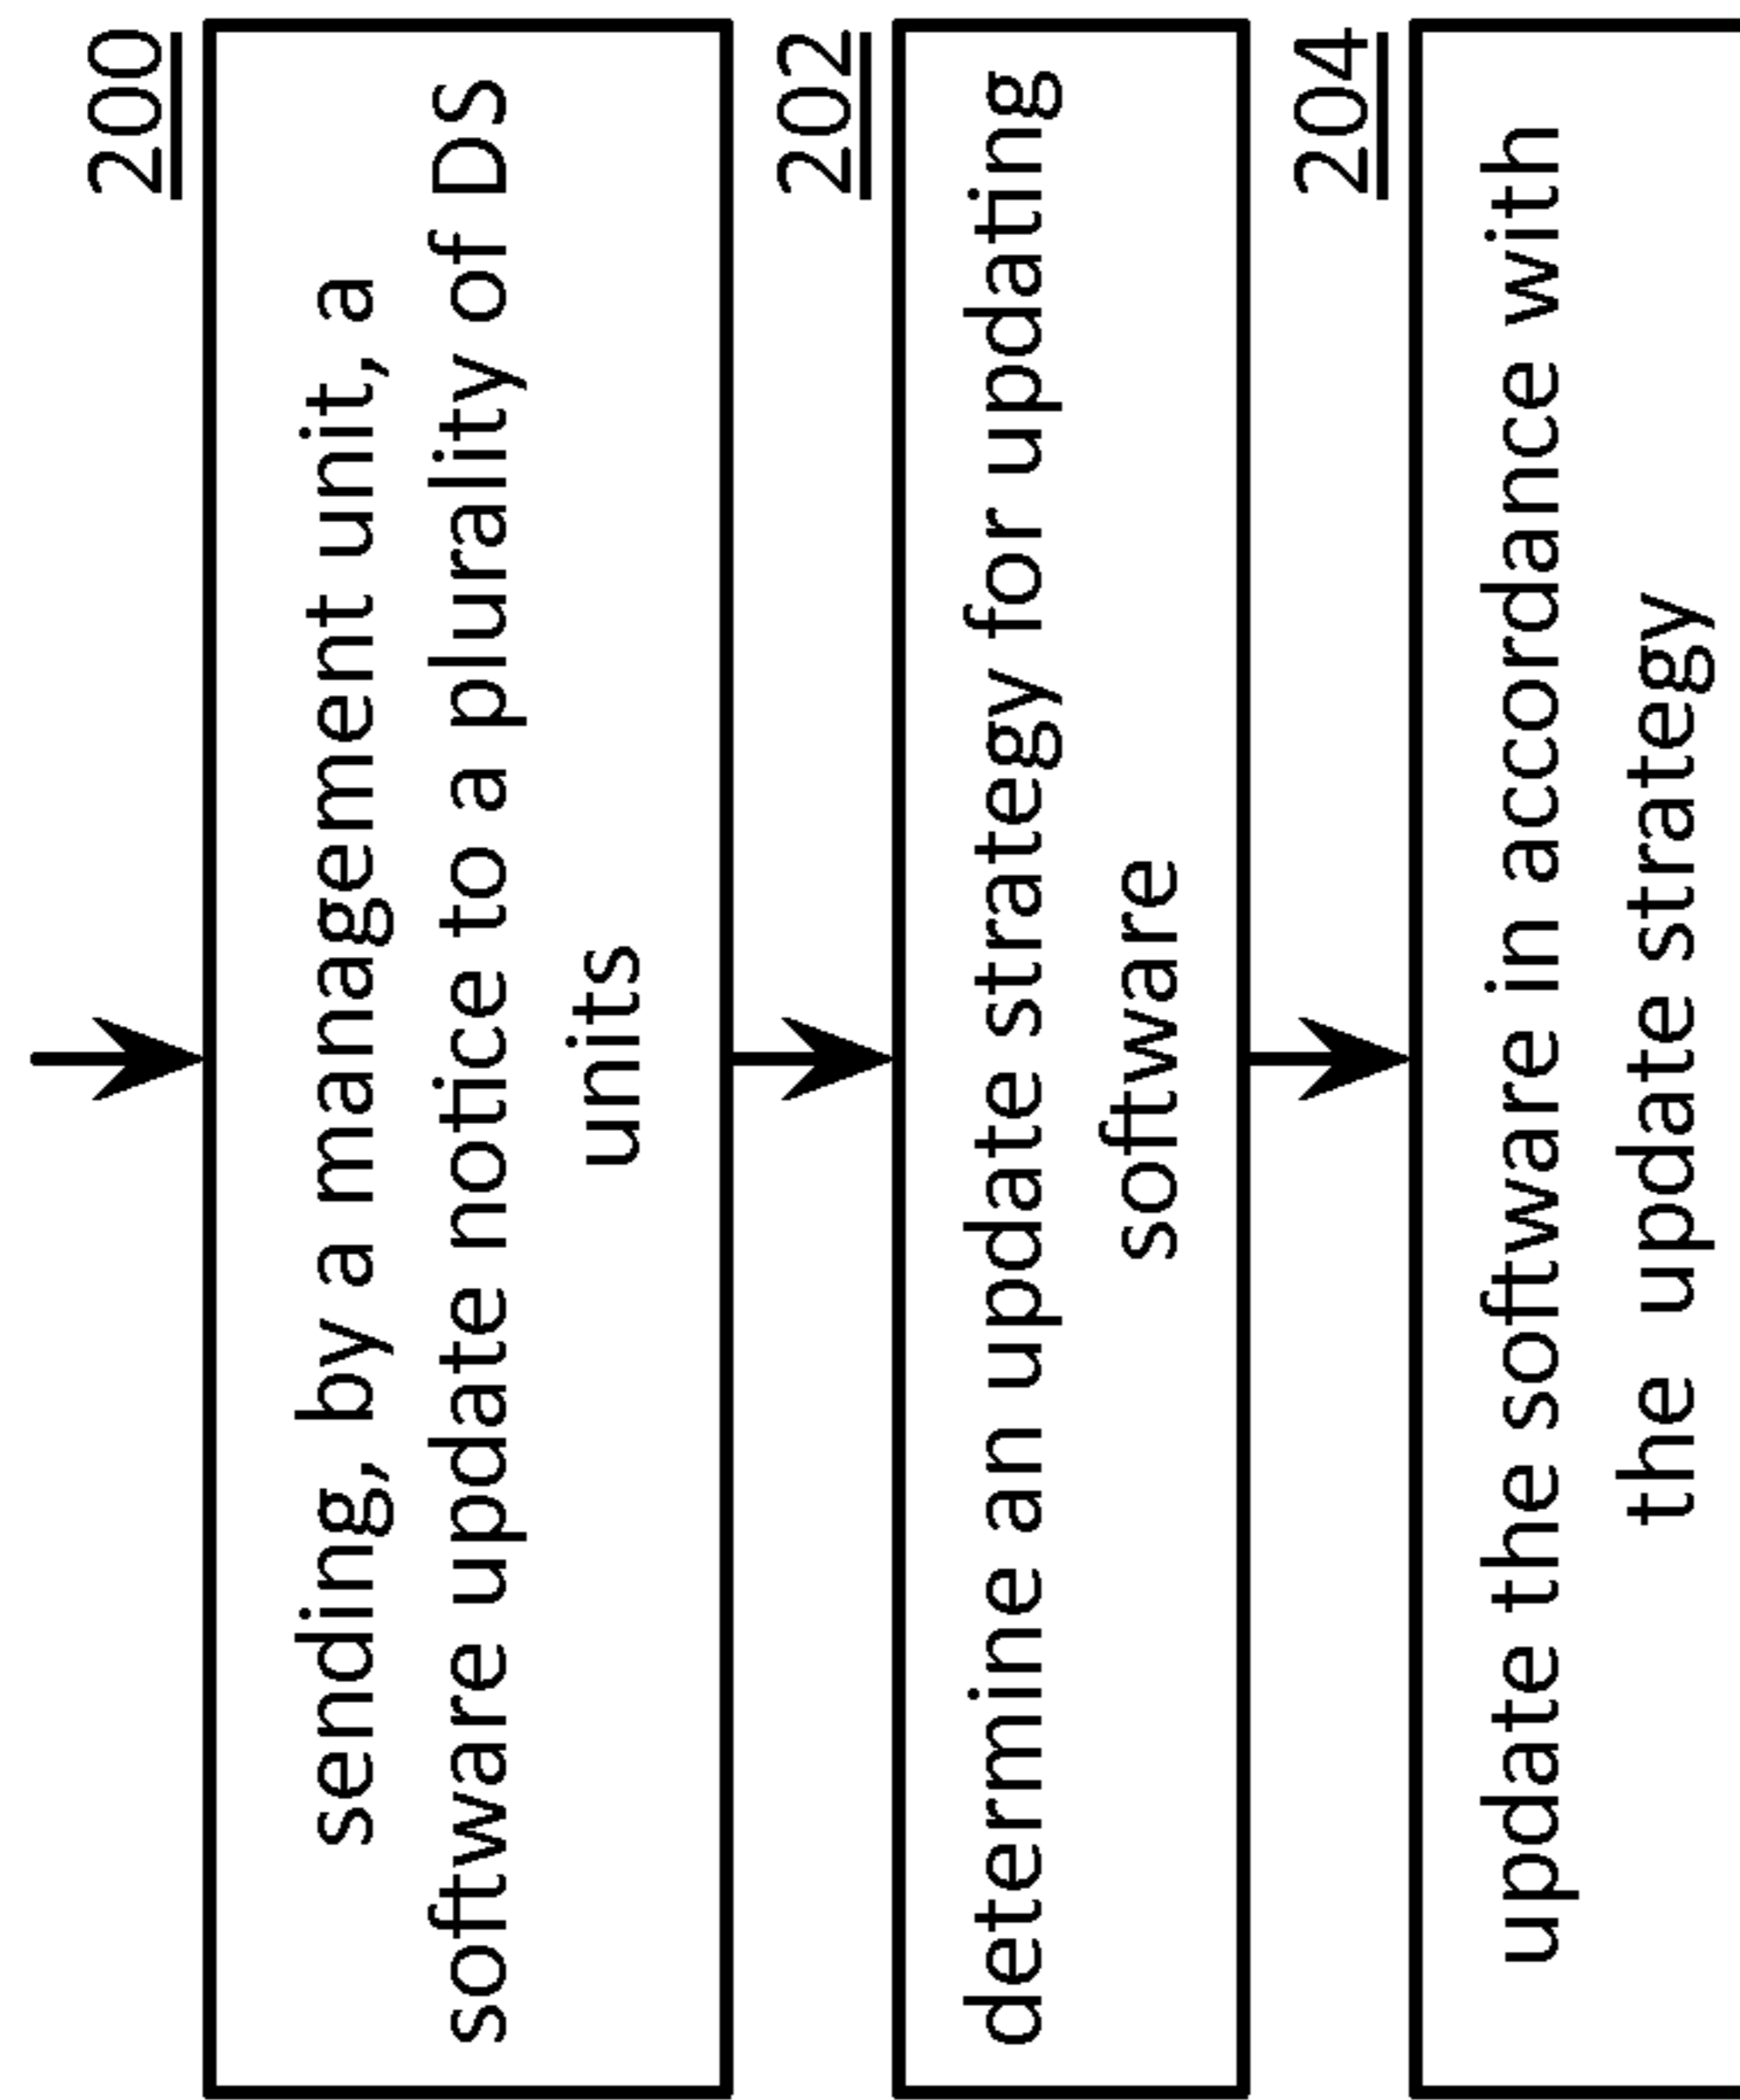 200
sending, by a management unit, a
software update notice to a plurality of DS
units
202
determine an update strategy for updating
software
204
update the software in accordance with
the update strategy